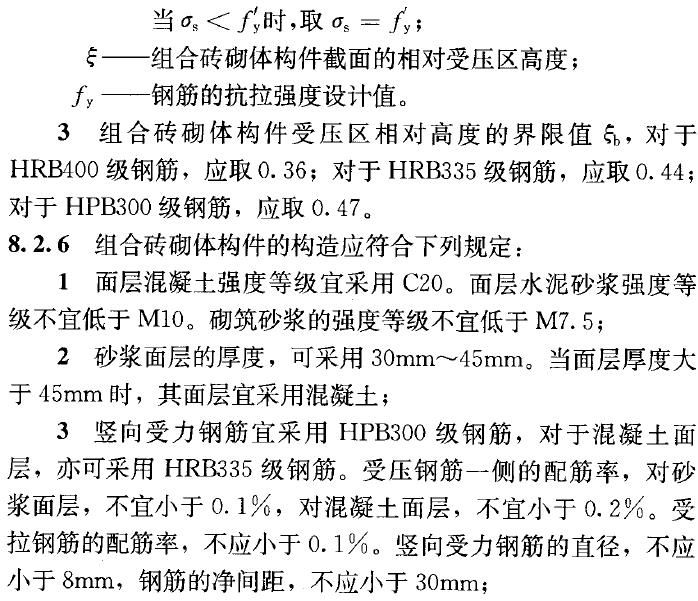 当 σs < f′y时,取 σs = f′y；
ξ——组合砖砌体构件截面的相对受压区高度；
fy ——钢筋的抗拉强度设计值。
3 组合砖砌体构件受压区相对高度的界限值 ξb，对于
HRB400 级钢筋，应取0.36；对于 HRB335 级钢筋，应取 0.44；
对于 HPB300 级钢筋，应取 0.47。
8.2.6 组合砖砌体构件的构造应符合下列规定：
1 面层混凝土强度等级宜采用 C20。面层水泥砂浆强度等
级不宜低于 M10。砌筑砂浆的强度等级不宜低于 M7.5；
2 砂浆面层的厚度，可采用 30mm～45mm。当面层厚度大
于 45mm 时，其面层宜采用混凝土；
3 竖向受力钢筋宜采用 HPB300 级钢筋，对于混凝土面
层，亦可采用 HRB335 级钢筋。受压钢筋一侧的配筋率，对砂
浆面层，不宜小于 0.1%，对混凝土面层，不宜小于 0.2%。受
拉钢筋的配筋率，不应小于 0.1%。竖向受力钢筋的直径，不应
小于 8mm，钢筋的净间距，不应小于 30mm；